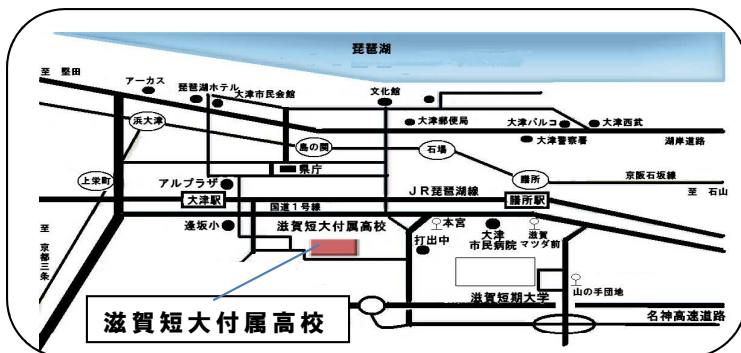 琵琶湖
至 堅田
アーカス
琵琶湖ホテル
大津市民会館
文化館
大津郵便局
大津パルコ
大津西武
大津警察署
湖岸道路
浜大津
島の関
石場
膳所
京阪石坂線
至 石山
上栄町
アルプラザ
県庁
JR琵琶湖線
大津駅
膳所駅
国道1号線
逢坂小
滋賀短大付属高校
本宮
打出中
大津
市民病院
滋賀
マツダ前
至 京都三条
山の手団地
滋賀短期大学
滋賀短大付属高校
名神高速道路